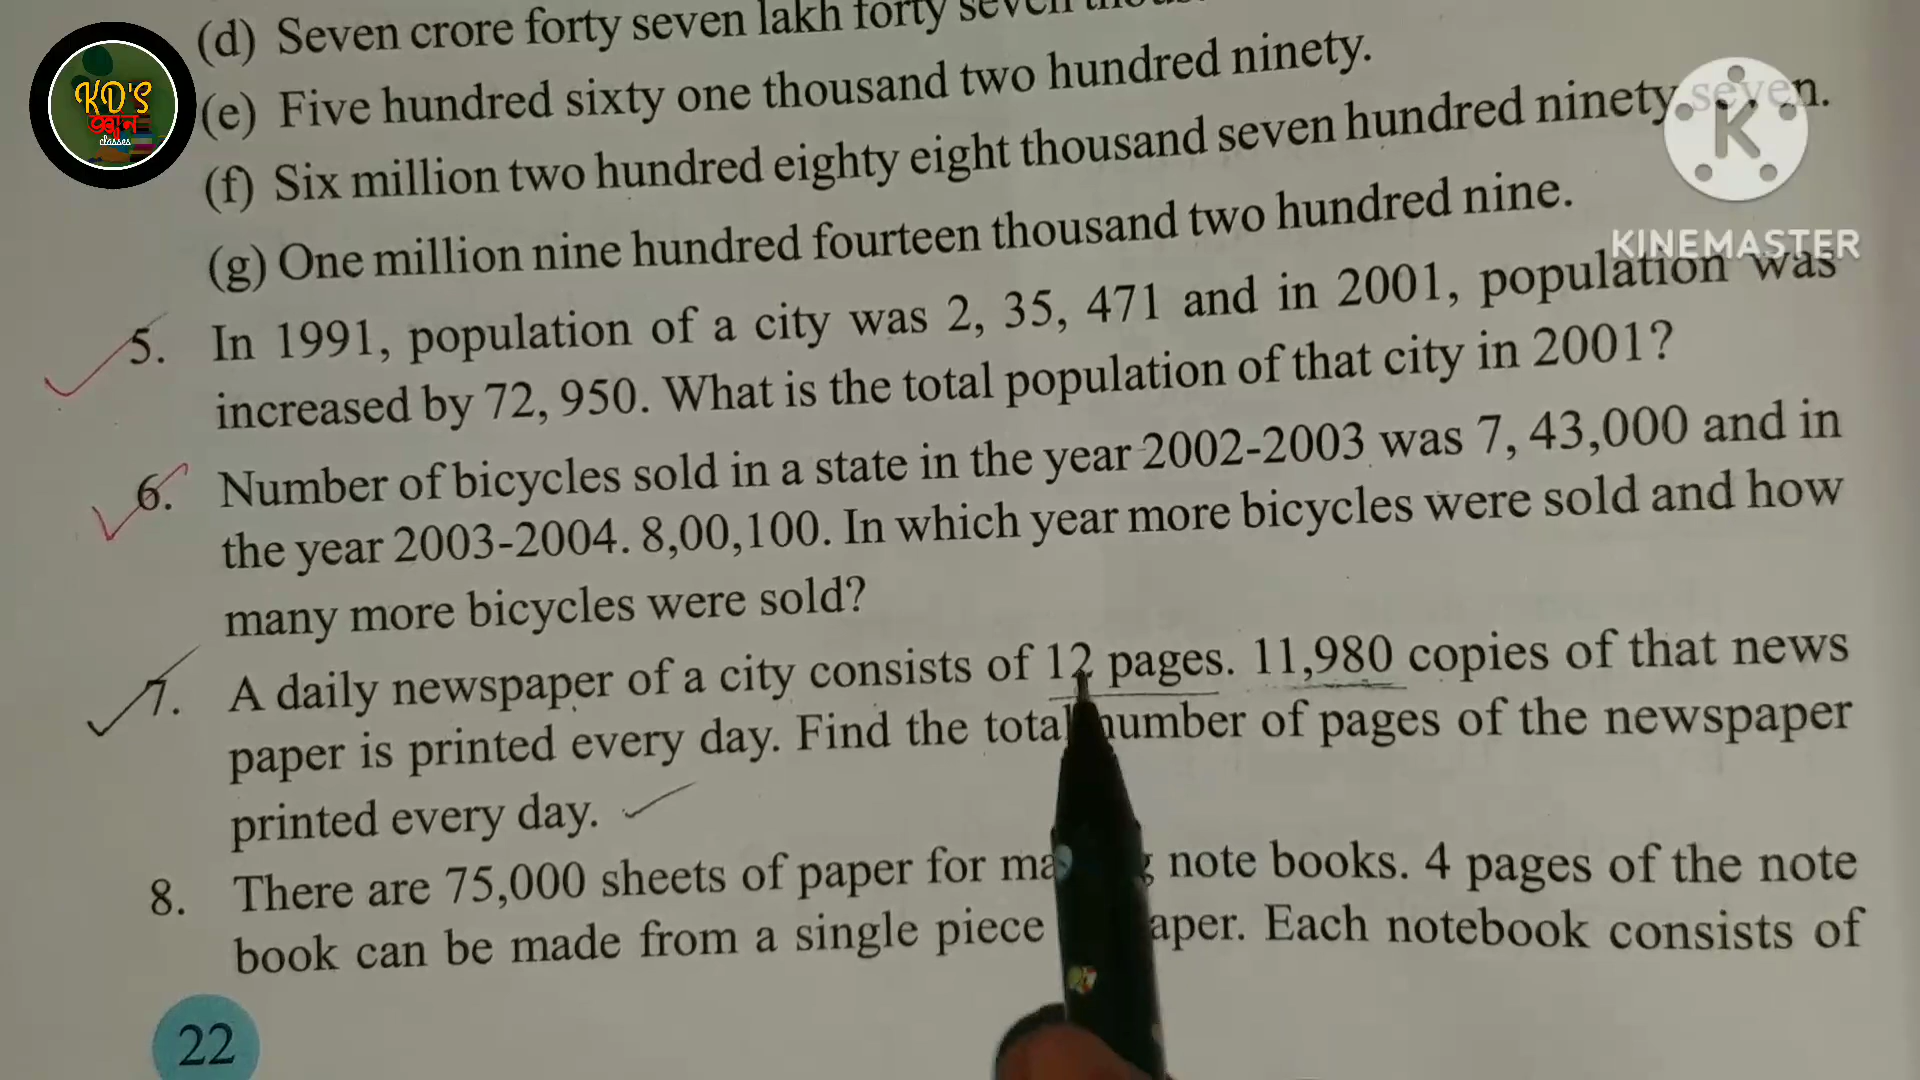 (d) Seven crore forty seven lakh forty seven
KD'S
জ্ঞান
classes
(e) Five hundred sixty one thousand two hundred ninety.
(f) Six million two hundred eighty eight thousand seven hundred ninety seven.
K
KINEMASTER
(g) One million nine hundred fourteen thousand two hundred nine.
5. In 1991, population of a city was 2, 35, 471 and in 2001, population was
increased by 72, 950. What is the total population of that city in 2001?
6. Number of bicycles sold in a state in the year 2002-2003 was 7, 43,000 and in
the year 2003-2004. 8,00,100. In which year more bicycles were sold and how
many more bicycles were sold?
7. A daily newspaper of a city consists of 12 pages. 11,980 copies of that news
paper is printed every day. Find the total number of pages of the newspaper
printed every day.
8. There are 75,000 sheets of paper for note books. 4 pages of the note
book can be made from a single piece Each notebook consists of
22